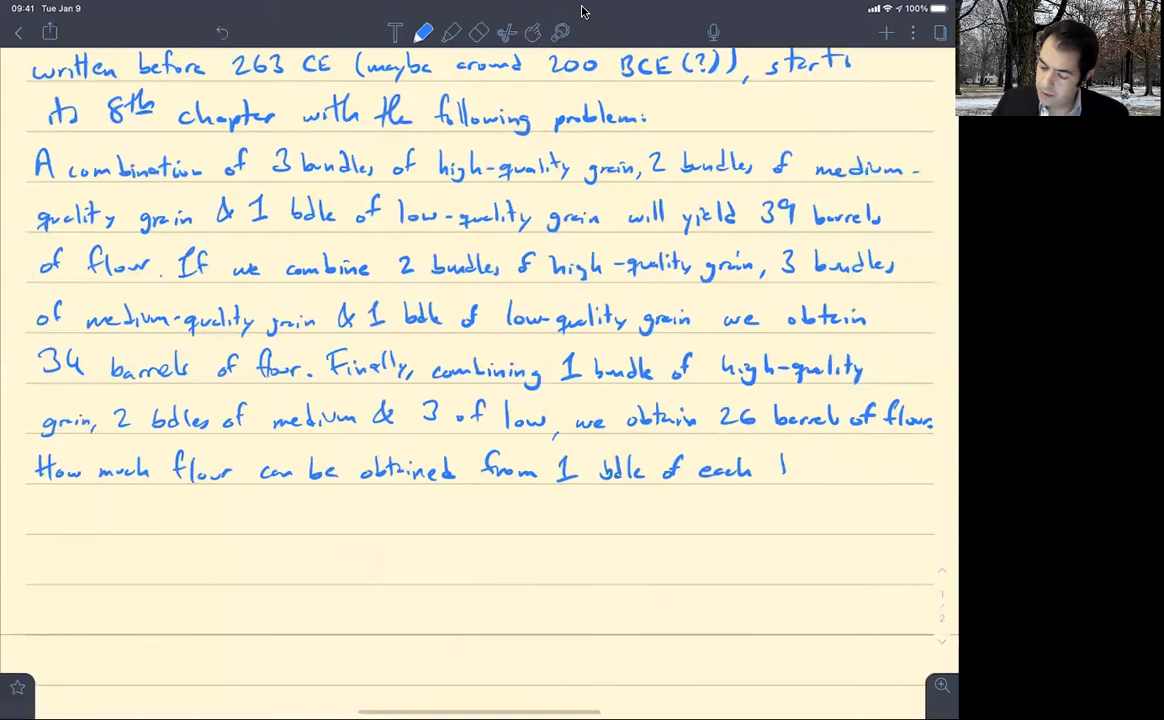 09:41 Tue Jan 9
100%
T
written before 263 CE (maybe around 200 BCE (?)), starts
its 8th chapter with the following problem:
A combination of 3 bundles of high-quality grain, 2 bundles of medium-
quality grain & 1 bdle of low-quality grain will yield 39 barrels
of flour. If we combine 2 bundles of high-quality grain, 3 bundles
of medium-quality grain & 1 bdle of low-quality grain we obtain
34 barrels of flour. Finally, combining 1 bundle of high-quality
grain, 2 bdles of medium & 3 of low, we obtain 26 barrel of flour.
How much flour can be obtained from 1 bdle of each
1
/
2